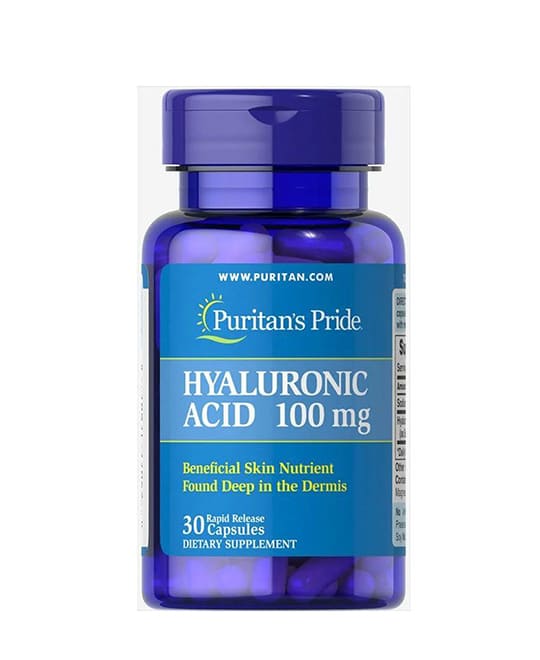 WWW.PURITAN.COM
Puritan's Pride
HYALURONIC
ACID 100 mg
Beneficial Skin Nutrient
Found Deep in the Dermis
30 Rapid Release
Capsules
DIETARY SUPPLEMENT